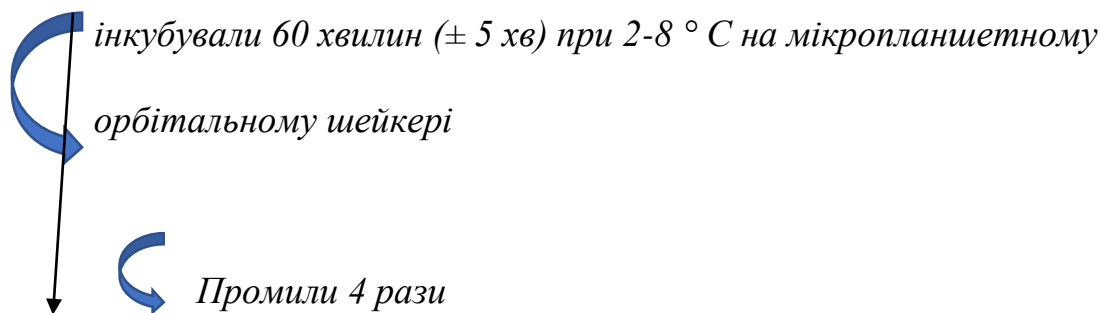 інкубували 60 хвилин (± 5 хв) при 2-8 ° C на мікропланшетному
орбітальному шейкері
Промили 4 рази